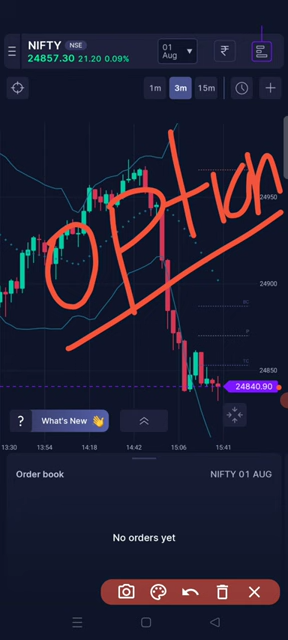 NIFTY NSE
24857.30 21.20 0.09%
01 Aug
₹
1m 3m 15m
Option
24950
24900
24850
24840.90
? What's New 👋
13:30 13:54 14:18 14:42 15:06 15:41
Order book NIFTY 01 AUG
No orders yet